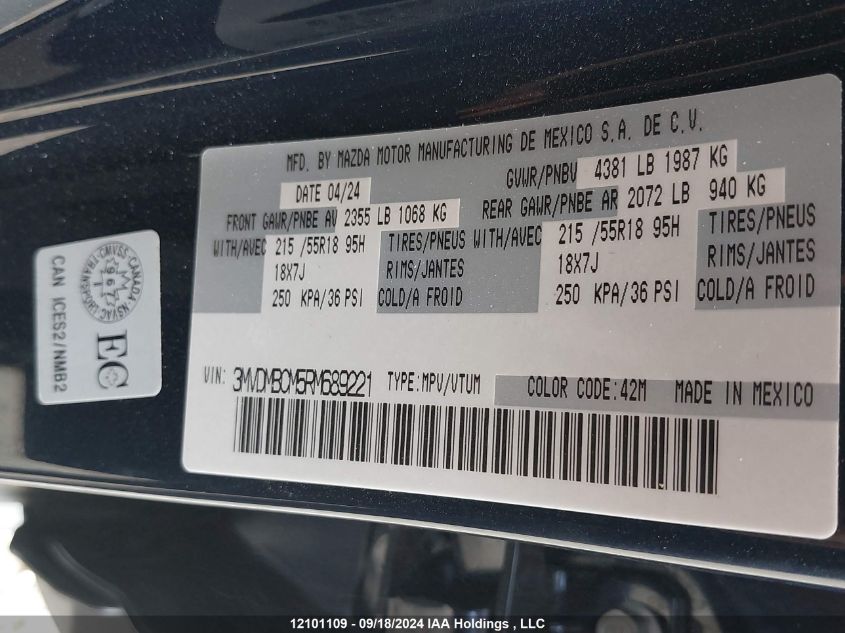 MFD. BY MAZDA MOTOR MANUFACTURING DE MEXICO S.A. DE C.V.
DATE 04/24
GVWR/PNBV 4381 LB 1987 KG
FRONT GAWR/PNBE AV 2355 LB 1068 KG
REAR GAWR/PNBE AR 2072 LB 940 KG
WITH/AVEC 215 /55R18 95H TIRES/PNEUS WITH/AVEC 215 /55R18 95H TIRES/PNEUS
18X7J RIMS/JANTES 18X7J RIMS/JANTES
250 KPA/36 PSI COLD/A FROID 250 KPA/36 PSI COLD/A FROID
VIN: 3MVDMBCM5RM689221 TYPE:MPV/VTUM COLOR CODE:42M MADE IN MEXICO
CAN ICES2/NMB2
EC
12101109 - 09/18/2024 IAA Holdings , LLC